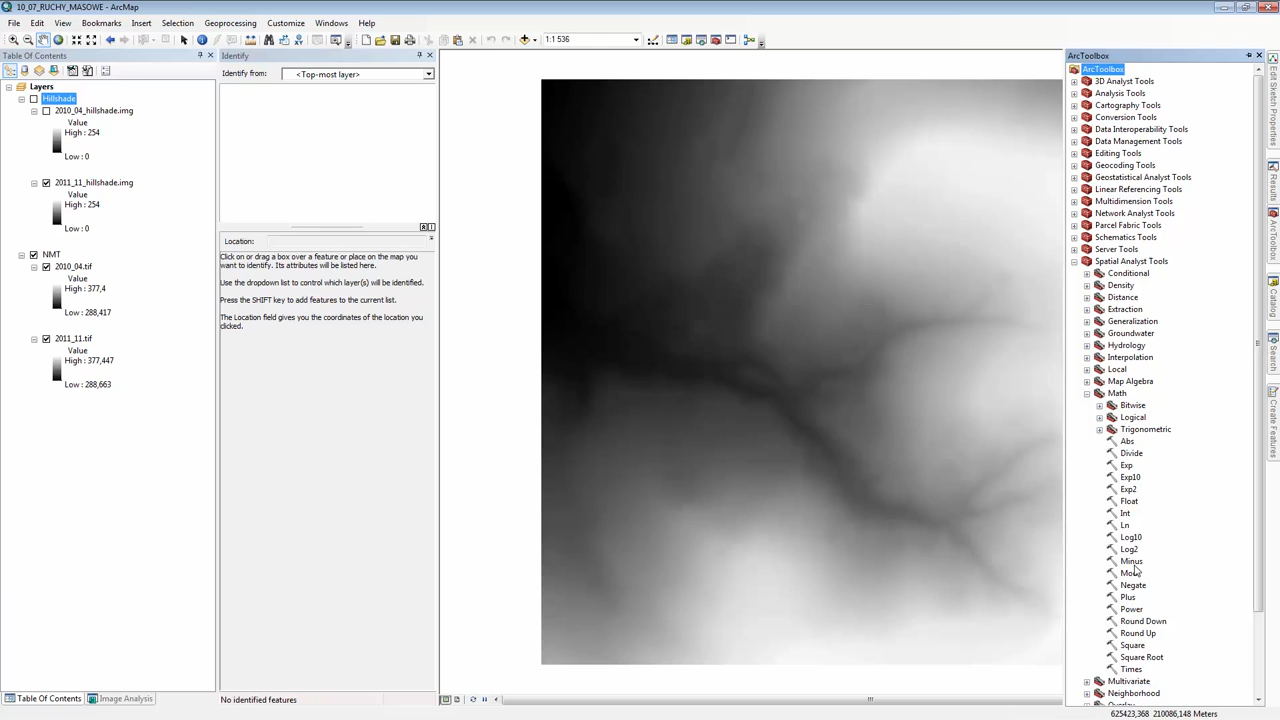 10_07_RUCHY_MASOWE - ArcMap
File Edit View Bookmarks Insert Selection Geoprocessing Customize Windows Help
1:1 536
Table Of Contents
Layers
Hillshade
2010_04_hillshade.img
Value
High : 254
Low : 0
2011_11_hillshade.img
Value
High : 254
Low : 0
NMT
2010_04.tif
Value
High : 377,4
Low : 288,417
2011_11.tif
Value
High : 377,447
Low : 288,663
Table Of Contents Image Analysis
Identify
Identify from: <Top-most layer>
Location:
Click on or drag a box over a feature or place on the map you
want to identify. Its attributes will be listed here.
Use the dropdown list to control which layer(s) will be identified.
Press the SHIFT key to add features to the current list.
The Location field gives you the coordinates of the location you
clicked.
No identified features
ArcToolbox
ArcToolbox
3D Analyst Tools
Analysis Tools
Cartography Tools
Conversion Tools
Data Interoperability Tools
Data Management Tools
Editing Tools
Geocoding Tools
Geostatistical Analyst Tools
Linear Referencing Tools
Multidimension Tools
Network Analyst Tools
Parcel Fabric Tools
Schematics Tools
Server Tools
Spatial Analyst Tools
Conditional
Density
Distance
Extraction
Generalization
Groundwater
Hydrology
Interpolation
Local
Map Algebra
Math
Bitwise
Logical
Trigonometric
Abs
Divide
Exp
Exp10
Exp2
Float
Int
Ln
Log10
Log2
Minus
Negate
Plus
Power
Round Down
Round Up
Square
Square Root
Times
Multivariate
Neighborhood
Edit Sketch Properties
Results
ArcToolbox
Catalog
Search
Create Features
625423,368 210086,148 Meters